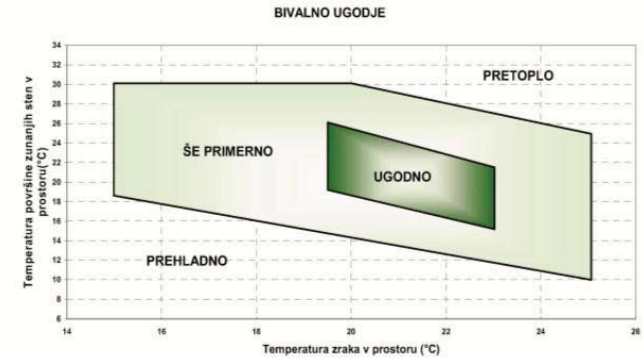 BIVALNO UGODJE
Temperatura površine zunanjih sten v
prostoru(°C)
34
32
30
28
26
24
22
20
18
16
14
12
10
8
6
PRETOPLO
ŠE PRIMERNO
UGODNO
PREHLADNO
14 16 18 20 22 24 26
Temperatura zraka v prostoru (°C)